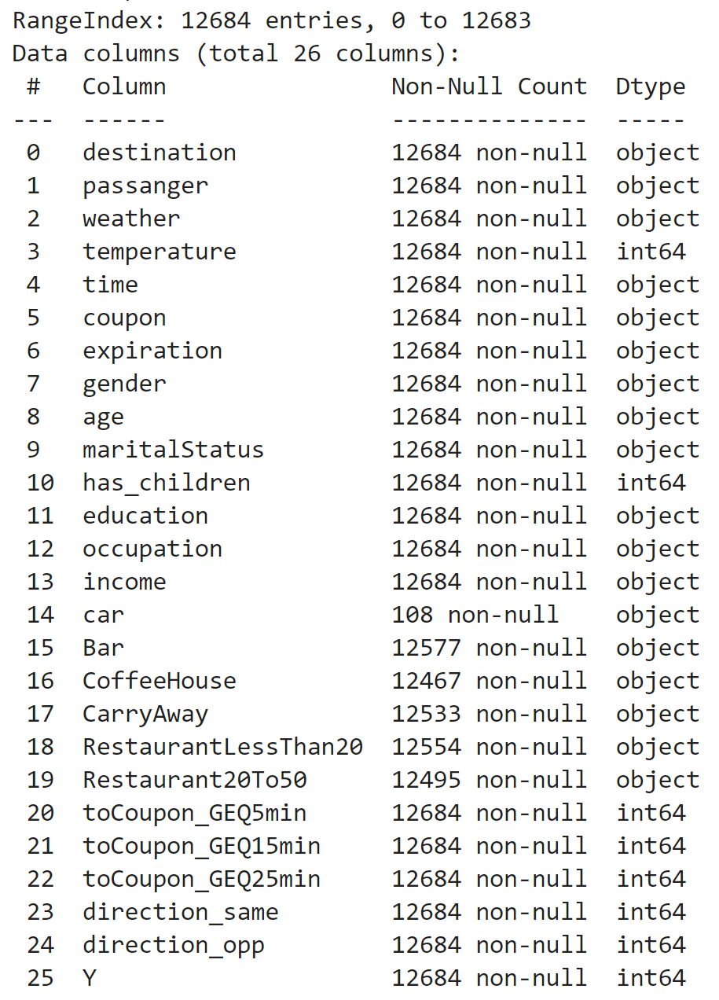 RangeIndex: 12684 entries, 0 to 12683
Data columns (total 26 columns):
 #   Column                Non-Null Count  Dtype
---  ------                --------------  -----
 0   destination           12684 non-null  object
 1   passanger             12684 non-null  object
 2   weather               12684 non-null  object
 3   temperature           12684 non-null  int64
 4   time                  12684 non-null  object
 5   coupon                12684 non-null  object
 6   expiration            12684 non-null  object
 7   gender                12684 non-null  object
 8   age                   12684 non-null  object
 9   maritalStatus         12684 non-null  object
 10  has_children          12684 non-null  int64
 11  education             12684 non-null  object
 12  occupation            12684 non-null  object
 13  income                12684 non-null  object
 14  car                   108 non-null    object
 15  Bar                   12577 non-null  object
 16  CoffeeHouse           12467 non-null  object
 17  CarryAway             12533 non-null  object
 18  RestaurantLessThan20  12554 non-null  object
 19  Restaurant20To50      12495 non-null  object
 20  toCoupon_GEQ5min      12684 non-null  int64
 21  toCoupon_GEQ15min     12684 non-null  int64
 22  toCoupon_GEQ25min     12684 non-null  int64
 23  direction_same        12684 non-null  int64
 24  direction_opp         12684 non-null  int64
 25  Y                     12684 non-null  int64